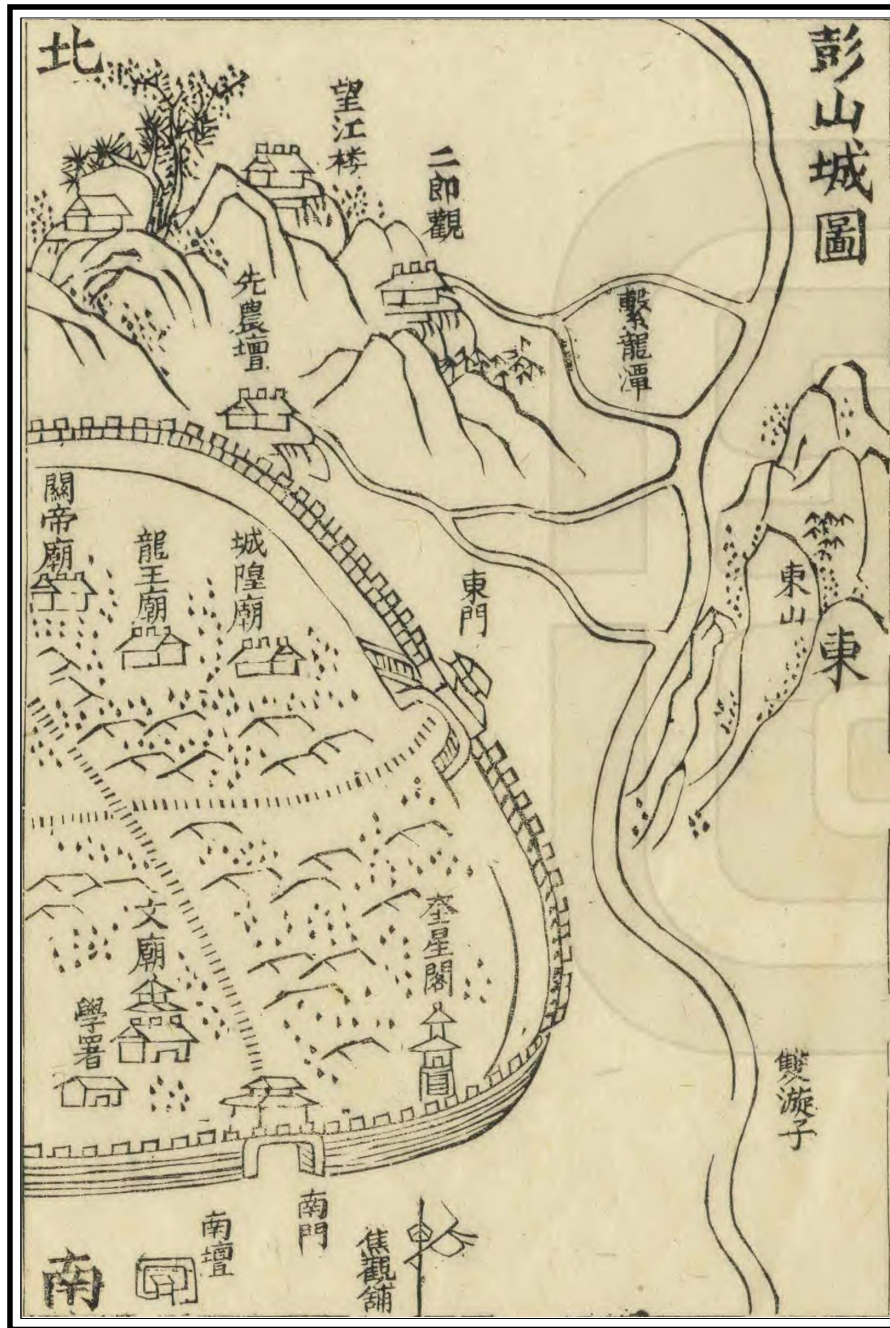 彭山城圖
北
望江楼
二郎觀
先農壇
繫龍潭
東山
東
關帝廟
龍王廟
城隍廟
東門
文廟
學署
奎星閣
雙漩子
南門
南壇
焦觀舖
南